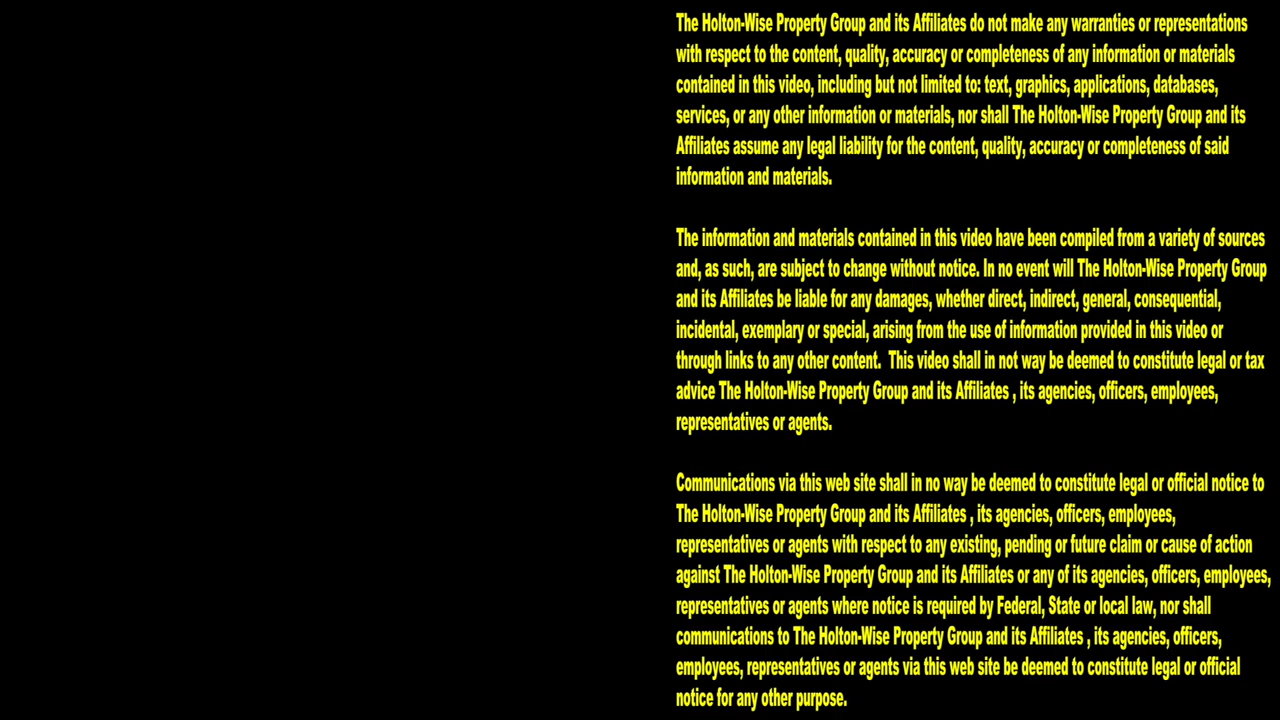 The Holton-Wise Property Group and its Affiliates do not make any warranties or representations
with respect to the content, quality, accuracy or completeness of any information or materials
contained in this video, including but not limited to: text, graphics, applications, databases,
services, or any other information or materials, nor shall The Holton-Wise Property Group and its
Affiliates assume any legal liability for the content, quality, accuracy or completeness of said
information and materials.
The information and materials contained in this video have been compiled from a variety of sources
and, as such, are subject to change without notice. In no event will The Holton-Wise Property Group
and its Affiliates be liable for any damages, whether direct, indirect, general, consequential,
incidental, exemplary or special, arising from the use of information provided in this video or
through links to any other content.  This video shall in not way be deemed to constitute legal or tax
advice The Holton-Wise Property Group and its Affiliates , its agencies, officers, employees,
representatives or agents.
Communications via this web site shall in no way be deemed to constitute legal or official notice to
The Holton-Wise Property Group and its Affiliates , its agencies, officers, employees,
representatives or agents with respect to any existing, pending or future claim or cause of action
against The Holton-Wise Property Group and its Affiliates or any of its agencies, officers, employees,
representatives or agents where notice is required by Federal, State or local law, nor shall
communications to The Holton-Wise Property Group and its Affiliates , its agencies, officers,
employees, representatives or agents via this web site be deemed to constitute legal or official
notice for any other purpose.